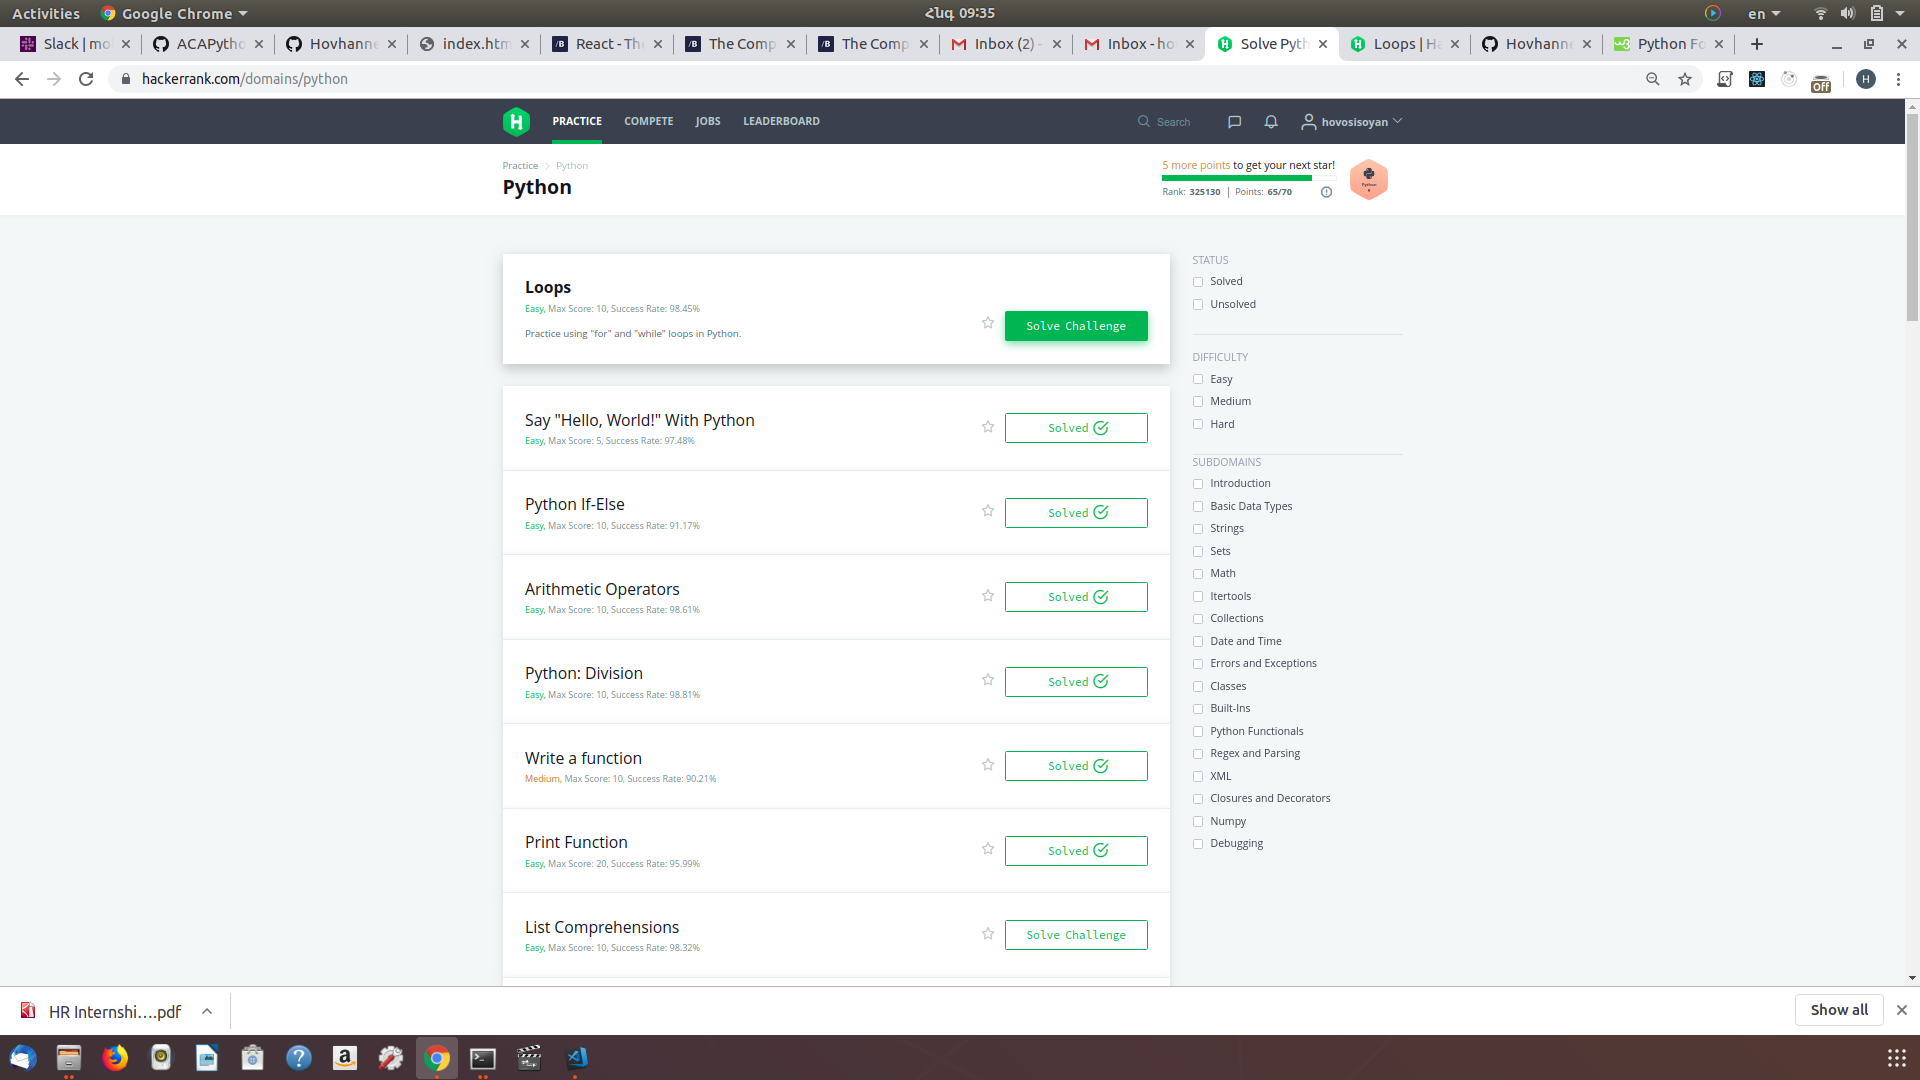 Activities Google Chrome Հնգ 09:35 en
Slack | mo ACAPytho Hovhanne index.htm React - The The Comp The Comp Inbox (2) - Inbox - ho Solve Pyth Loops | Ha Hovhanne Python Fo
hackerrank.com/domains/python Off H
PRACTICE COMPETE JOBS LEADERBOARD Search hovosisoyan
Practice Python
Python
5 more points to get your next star!
Rank: 325130 | Points: 65/70
Python
Loops
Easy, Max Score: 10, Success Rate: 98.45%
Practice using "for" and "while" loops in Python.
Solve Challenge
Say "Hello, World!" With Python
Easy, Max Score: 5, Success Rate: 97.48%
Solved
Python If-Else
Easy, Max Score: 10, Success Rate: 91.17%
Solved
Arithmetic Operators
Easy, Max Score: 10, Success Rate: 98.61%
Solved
Python: Division
Easy, Max Score: 10, Success Rate: 98.81%
Solved
Write a function
Medium, Max Score: 10, Success Rate: 90.21%
Solved
Print Function
Easy, Max Score: 20, Success Rate: 95.99%
Solved
List Comprehensions
Easy, Max Score: 10, Success Rate: 98.32%
Solve Challenge
STATUS
Solved
Unsolved
DIFFICULTY
Easy
Medium
Hard
SUBDOMAINS
Introduction
Basic Data Types
Strings
Sets
Math
Itertools
Collections
Date and Time
Errors and Exceptions
Classes
Built-Ins
Python Functionals
Regex and Parsing
XML
Closures and Decorators
Numpy
Debugging
HR Internshi....pdf
Show all